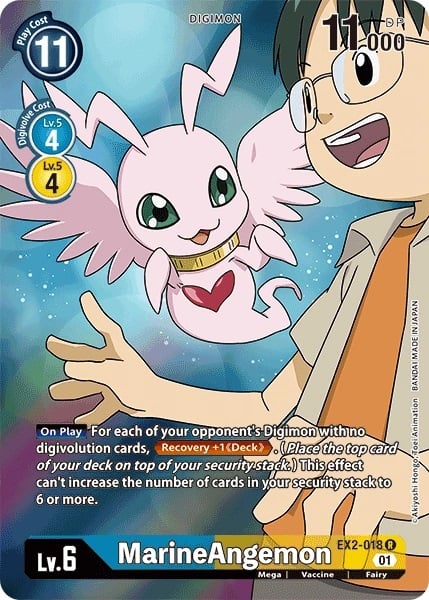 DIGIMON
Play Cost
11
DP
11000
Digivolve Cost
Lv.5
4
Lv.5
4
On Play For each of your opponent's Digimon with no
digivolution cards, Recovery +1《Deck》. (Place the top card
of your deck on top of your security stack.) This effect
can't increase the number of cards in your security stack to
6 or more.
©Akiyoshi Hongo, Toei Animation BANDAI MADE IN JAPAN
Lv.6
MarineAngemon
EX2-018 R
01
Mega | Vaccine | Fairy